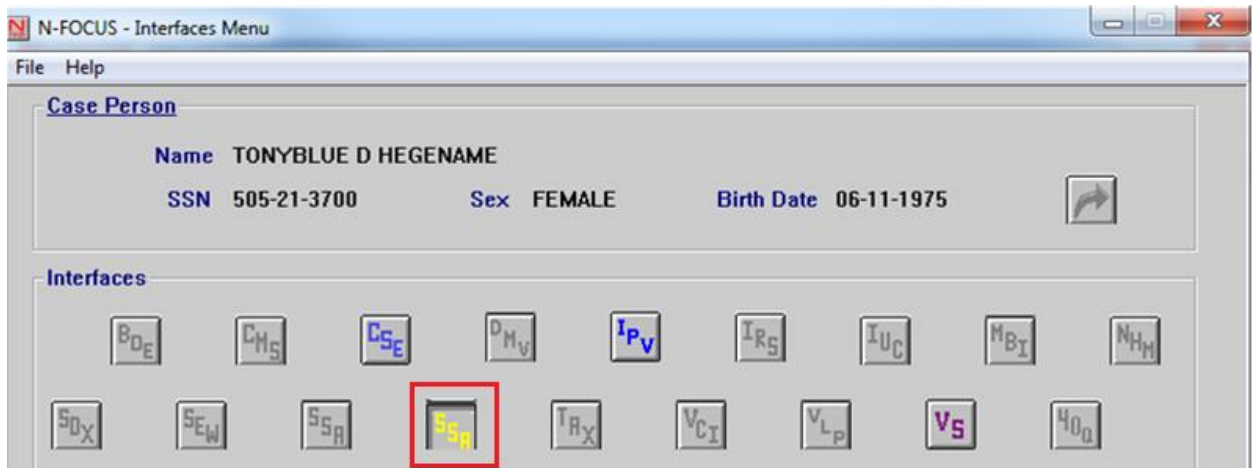 N-FOCUS - Interfaces Menu
File Help
Case Person
Name TONYBLUE D HEGENAME
SSN 505-21-3700 Sex FEMALE Birth Date 06-11-1975
Interfaces
BDE CHS CSE DMV IPV IRS IUC MBI NHM
SDX SEW SSA SSA TAX VCI VLP VS 40Q